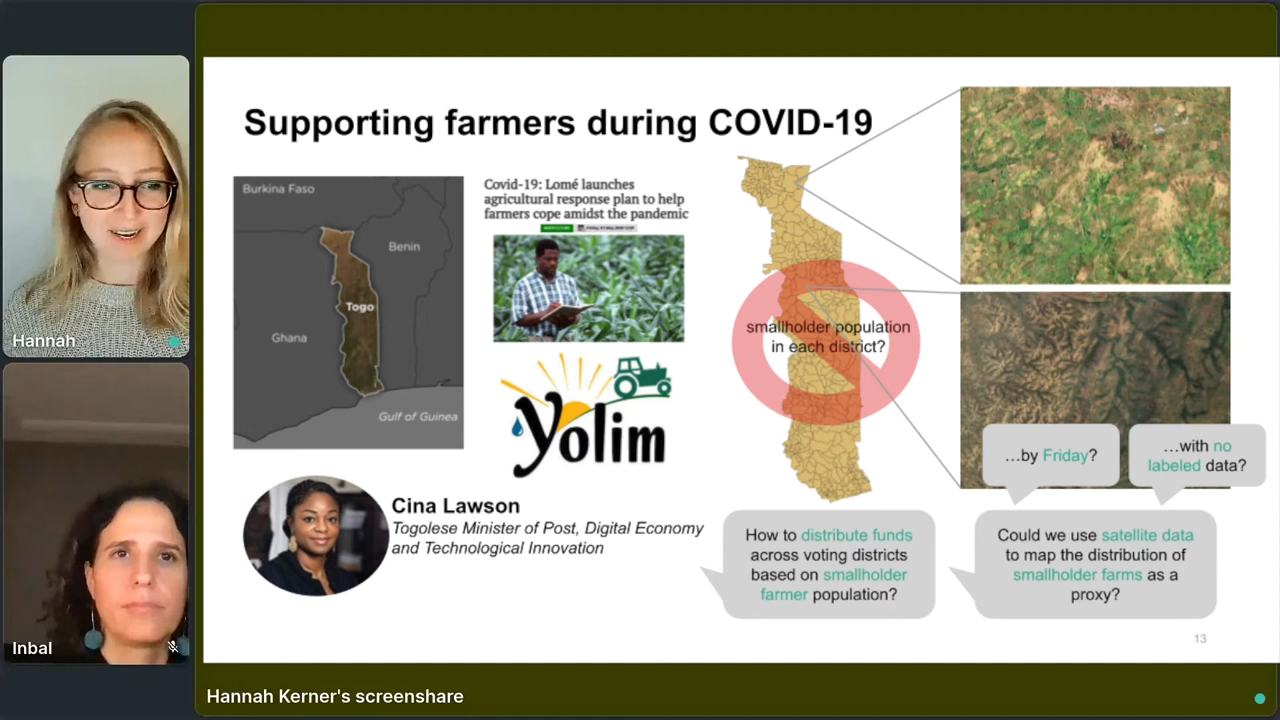 Supporting farmers during COVID-19
Burkina Faso
Benin
Togo
Ghana
Gulf of Guinea
Covid-19: Lomé launches
agricultural response plan to help
farmers cope amidst the pandemic
Yolim
Cina Lawson
Togolese Minister of Post, Digital Economy
and Technological Innovation
smallholder population
in each district?
How to distribute funds
across voting districts
based on smallholder
farmer population?
Could we use satellite data
to map the distribution of
smallholder farms as a
proxy?
...by Friday?
...with no
labeled data?
13
Hannah
Inbal
Hannah Kerner's screenshare